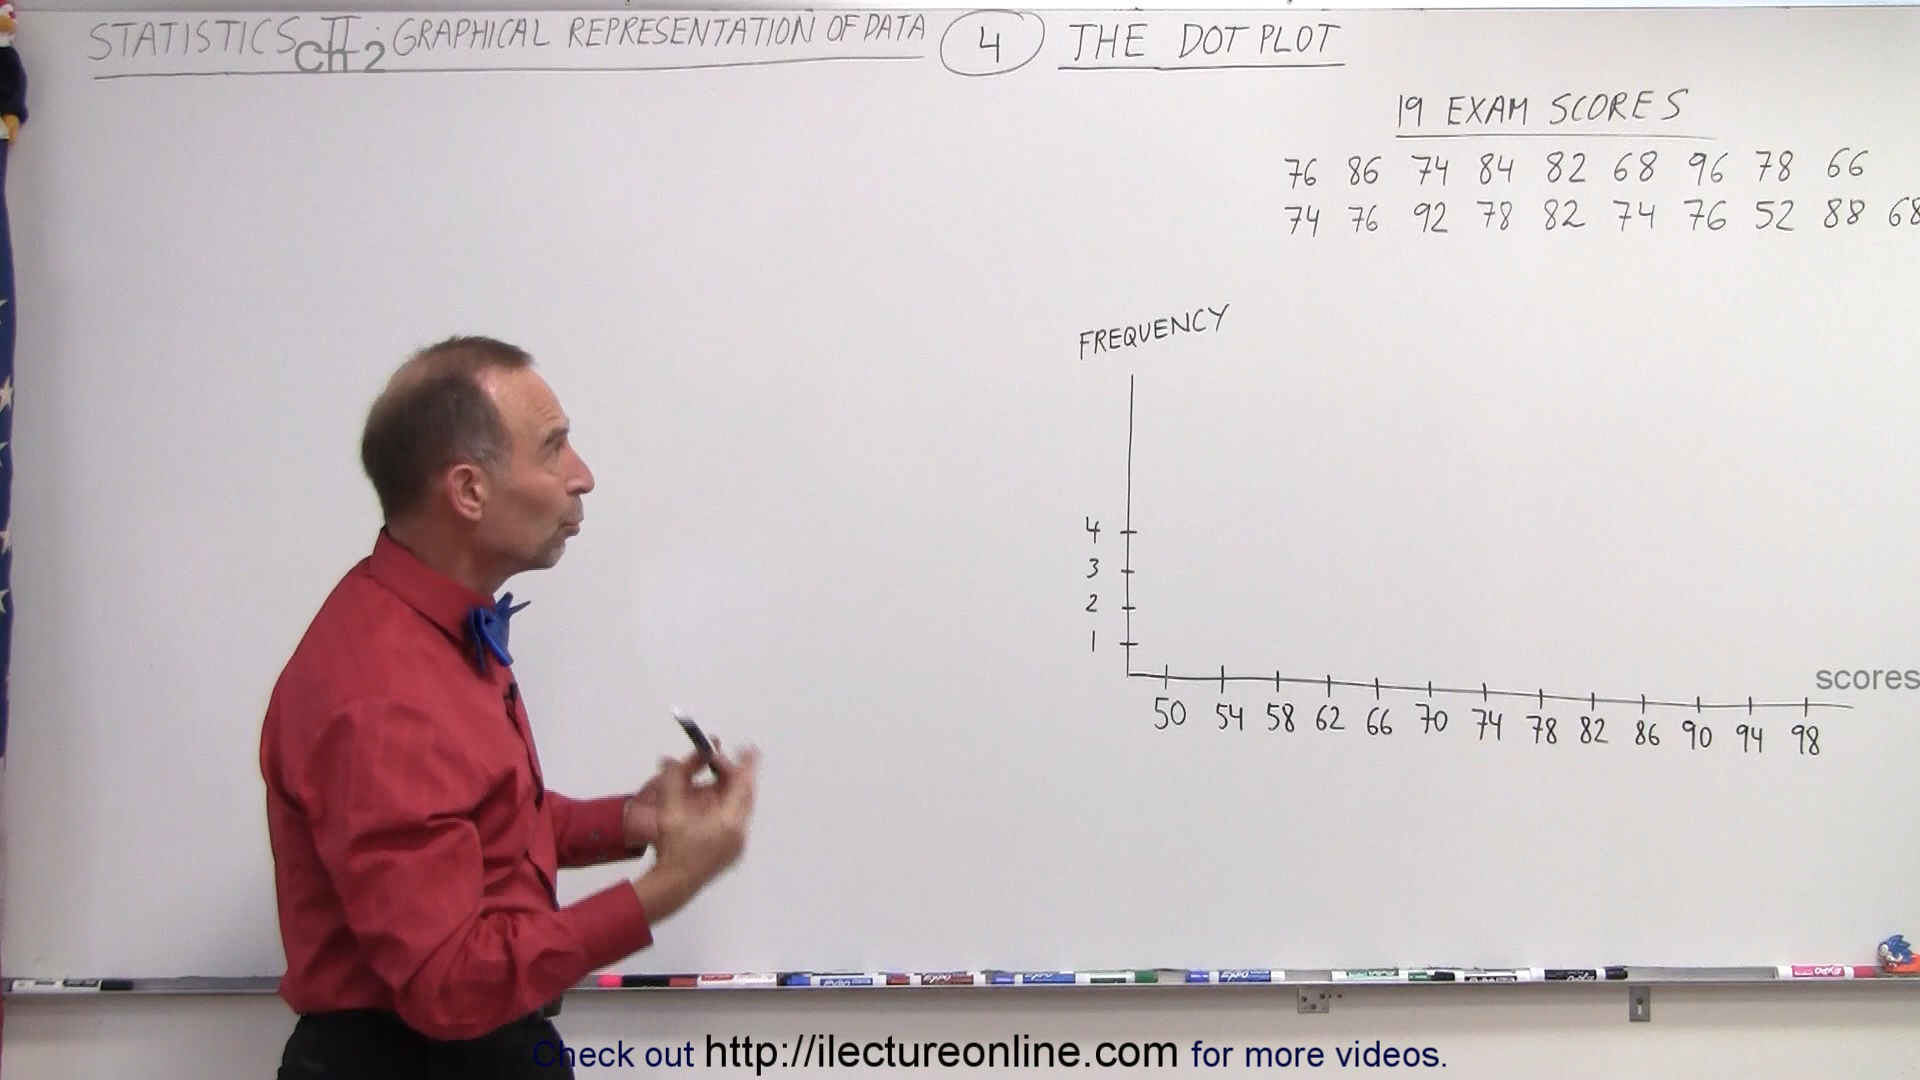 STATISTICS II: GRAPHICAL REPRESENTATION OF DATA 4 THE DOT PLOT
Ch 2
19 EXAM SCORES
76 86 74 84 82 68 96 78 66
74 76 92 78 82 74 76 52 88 68
FREQUENCY
4
3
2
1
scores
50 54 58 62 66 70 74 78 82 86 90 94 98
Check out http://ilectureonline.com for more videos.